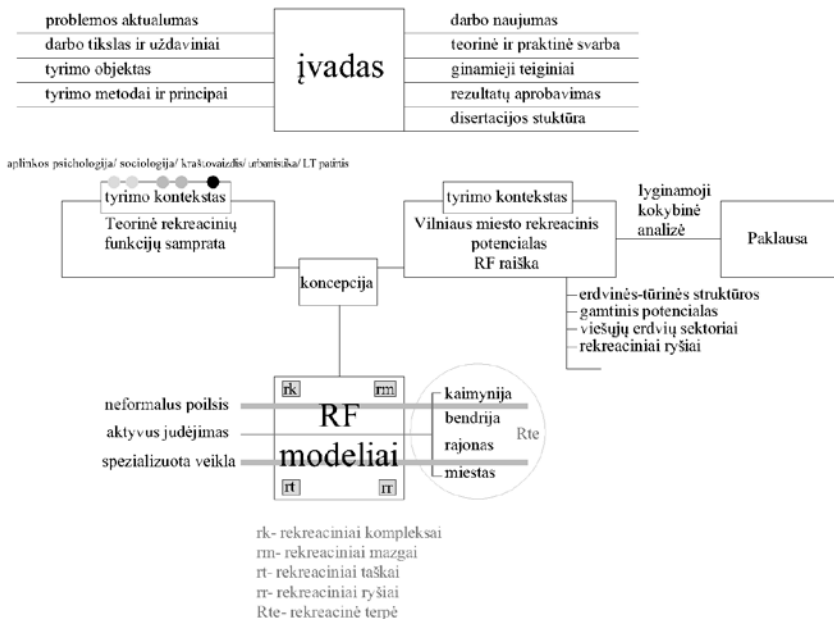 problemos aktualumas
darbo tikslas ir uždaviniai
tyrimo objektas
tyrimo metodai ir principai
įvadas
darbo naujumas
teorinė ir praktinė svarba
ginamieji teiginiai
rezultatų aprobavimas
disertacijos stuktūra
aplinkos psichologija/ sociologija/ kraštovaizdis/ urbanistika/ LT patirtis
tyrimo kontekstas
Teorinė rekreacinių
funkcijų samprata
koncepcija
tyrimo kontekstas
Vilniaus miesto rekreacinis
potencialas
RF raiška
lyginamoji
kokybinė
analizė
Paklausa
erdvinės-tūrinės struktūros
gamtinis potencialas
viešųjų erdvių sektoriai
rekreaciniai ryšiai
neformalus poilsis
aktyvus judėjimas
spezializuota veikla
rk
rm
RF
modeliai
rt
rr
kaimynija
bendrija
rajonas
miestas
Rte
rk- rekreaciniai kompleksai
rm- rekreaciniai mazgai
rt- rekreaciniai taškai
rr- rekreaciniai ryšiai
Rte- rekreacinė terpė